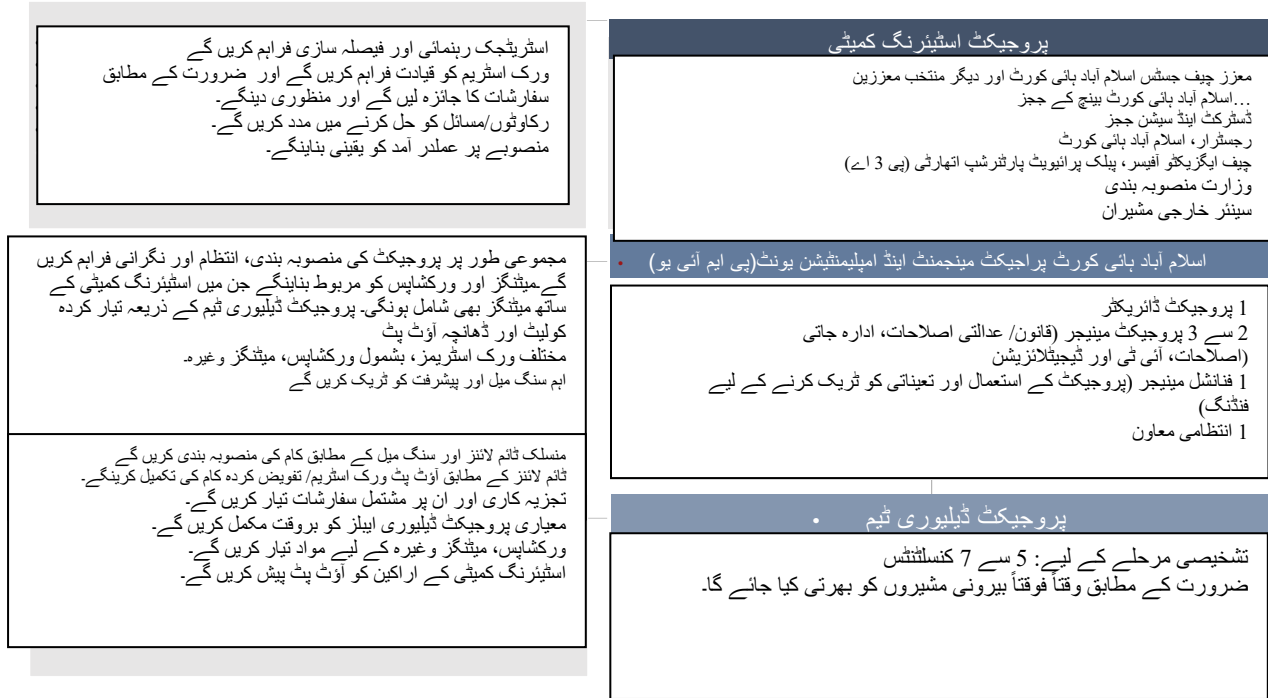 پروجیکٹ اسٹیئرنگ کمیٹی
معزز چیف جسٹس اسلام آباد ہائی کورٹ اور دیگر منتخب معززین
...اسلام آباد ہائی کورٹ بینچ کے ججز
ڈسٹرکٹ اینڈ سیشن ججز
رجسٹرار، اسلام آباد ہائی کورٹ
چیف ایگزیکٹو آفیسر، پبلک پرائیویٹ پارٹنرشپ اتھارٹی (پی 3 اے)
وزارت منصوبہ بندی
سینئر خارجی مشیران
اسٹریٹجک رہنمائی اور فیصلہ سازی فراہم کریں گے
ورک اسٹریم کو قیادت فراہم کریں گے اور ضرورت کے مطابق
سفارشات کا جائزہ لیں گے اور منظوری دینگے۔
رکاوٹوں/مسائل کو حل کرنے میں مدد کریں گے۔
منصوبے پر عملدر آمد کو یقینی بناینگے۔
اسلام آباد ہائی کورٹ پراجیکٹ مینجمنٹ اینڈ امپلیمنٹیشن یونٹ(پی ایم آئی یو) •
1 پروجیکٹ ڈائریکٹر
2 سے 3 پروجیکٹ مینیجر (قانون/ عدالتی اصلاحات، ادارہ جاتی
(اصلاحات، آئی ٹی اور ڈیجیٹلائزیشن
1 فنانشل مینیجر (پروجیکٹ کے استعمال اور تعیناتی کو ٹریک کرنے کے لیے
فنڈنگ)
1 انتظامی معاون
مجموعی طور پر پروجیکٹ کی منصوبہ بندی، انتظام اور نگرانی فراہم کریں
گے۔میٹنگز اور ورکشاپس کو مربوط بناینگے جن میں اسٹیئرنگ کمیٹی کے
ساتھ میٹنگز بھی شامل ہونگی۔ پروجیکٹ ڈیلیوری ٹیم کے ذریعہ تیار کردہ
کولیٹ اور ڈھانچہ آؤٹ پٹ
مختلف ورک اسٹریمز، بشمول ورکشاپس، میٹنگز وغیرہ۔
اہم سنگ میل اور پیشرفت کو ٹریک کریں گے
پروجیکٹ ڈیلیوری ٹیم •
تشخیصی مرحلے کے لیے: 5 سے 7 کنسلٹنٹس
ضرورت کے مطابق وقتاً فوقتاً بیرونی مشیروں کو بھرتی کیا جائے گا۔
منسلک ٹائم لائنز اور سنگ میل کے مطابق کام کی منصوبہ بندی کریں گے
ٹائم لائنز کے مطابق آؤٹ پٹ ورک اسٹریم/ تفویض کردہ کام کی تکمیل کرینگے۔
تجزیہ کاری اور ان پر مشتمل سفارشات تیار کریں گے۔
معیاری پروجیکٹ ڈیلیوری ایبلز کو بروقت مکمل کریں گے۔
ورکشاپس، میٹنگز وغیرہ کے لیے مواد تیار کریں گے۔
اسٹیئرنگ کمیٹی کے اراکین کو آؤٹ پٹ پیش کریں گے۔